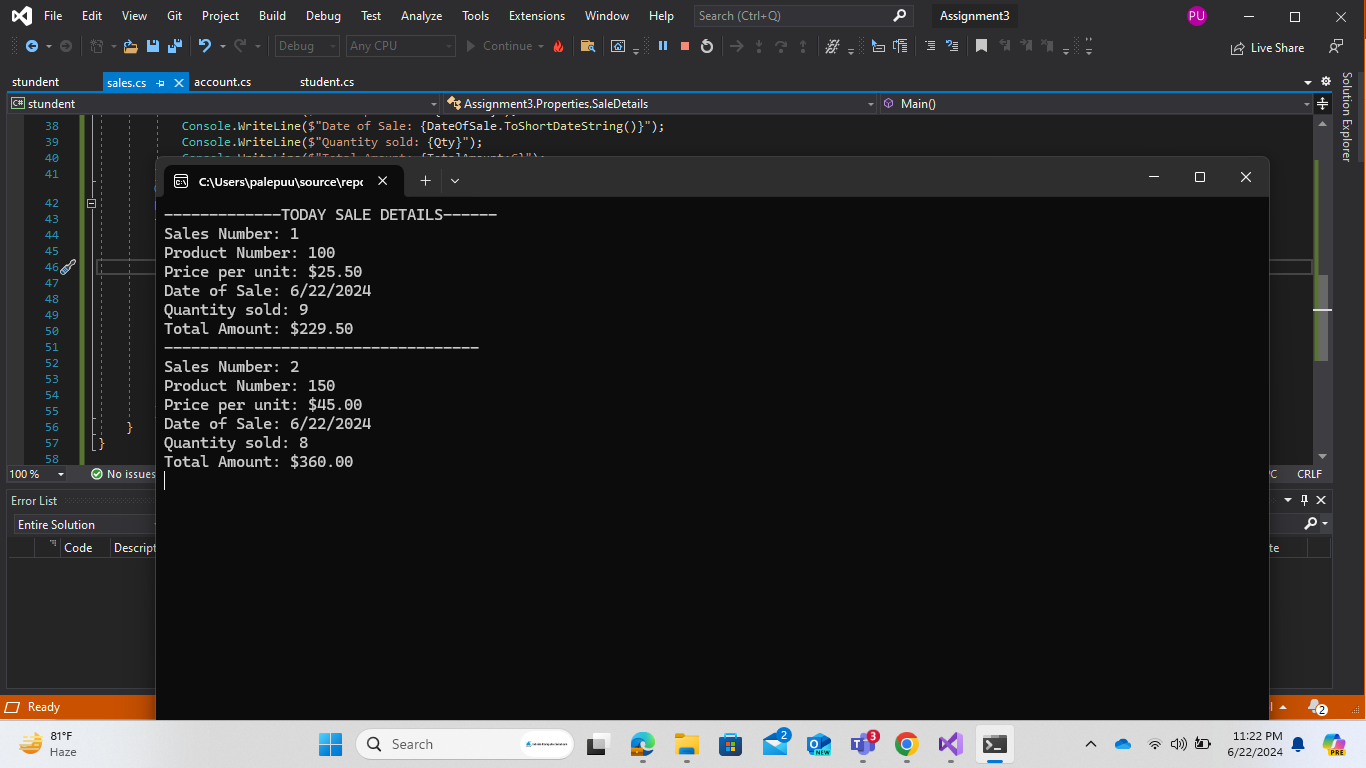 File Edit View Git Project Build Debug Test Analyze Tools Extensions Window Help Search (Ctrl+Q) Assignment3 PU
Debug Any CPU Continue Live Share
stundent sales.cs account.cs student.cs
C# stundent Assignment3.Properties.SaleDetails Main()
Solution Explorer
38 Console.WriteLine($"Date of Sale: {DateOfSale.ToShortDateString()}");
39 Console.WriteLine($"Quantity sold: {Qty}");
40
41
42
43
44
45
46
47
48
49
50
51
52
53
54
55
56 }
57 }
58
C:\Users\palepuu\source\repo
-------------TODAY SALE DETAILS------
Sales Number: 1
Product Number: 100
Price per unit: $25.50
Date of Sale: 6/22/2024
Quantity sold: 9
Total Amount: $229.50
-----------------------------------
Sales Number: 2
Product Number: 150
Price per unit: $45.00
Date of Sale: 6/22/2024
Quantity sold: 8
Total Amount: $360.00
100 % No issues CRLF
Error List
Entire Solution
Code Descript
Ready 2
81°F
Haze
Search
2 NEW 3
11:22 PM
6/22/2024
PRE